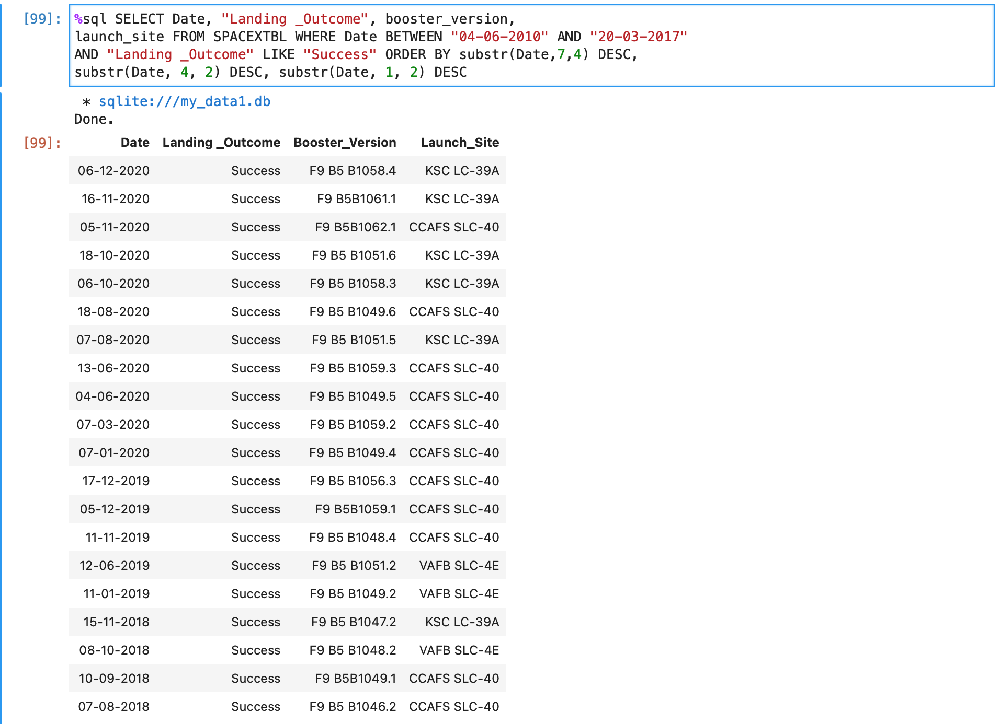 [99]: %sql SELECT Date, "Landing _Outcome", booster_version,
launch_site FROM SPACEXTBL WHERE Date BETWEEN "04-06-2010" AND "20-03-2017"
AND "Landing _Outcome" LIKE "Success" ORDER BY substr(Date,7,4) DESC,
substr(Date, 4, 2) DESC, substr(Date, 1, 2) DESC
* sqlite:///my_data1.db
Done.
[99]: Date Landing _Outcome Booster_Version Launch_Site
06-12-2020 Success F9 B5 B1058.4 KSC LC-39A
16-11-2020 Success F9 B5B1061.1 KSC LC-39A
05-11-2020 Success F9 B5B1062.1 CCAFS SLC-40
18-10-2020 Success F9 B5 B1051.6 KSC LC-39A
06-10-2020 Success F9 B5 B1058.3 KSC LC-39A
18-08-2020 Success F9 B5 B1049.6 CCAFS SLC-40
07-08-2020 Success F9 B5 B1051.5 KSC LC-39A
13-06-2020 Success F9 B5 B1059.3 CCAFS SLC-40
04-06-2020 Success F9 B5 B1049.5 CCAFS SLC-40
07-03-2020 Success F9 B5 B1059.2 CCAFS SLC-40
07-01-2020 Success F9 B5 B1049.4 CCAFS SLC-40
17-12-2019 Success F9 B5 B1056.3 CCAFS SLC-40
05-12-2019 Success F9 B5B1059.1 CCAFS SLC-40
11-11-2019 Success F9 B5 B1048.4 CCAFS SLC-40
12-06-2019 Success F9 B5 B1051.2 VAFB SLC-4E
11-01-2019 Success F9 B5 B1049.2 VAFB SLC-4E
15-11-2018 Success F9 B5 B1047.2 KSC LC-39A
08-10-2018 Success F9 B5 B1048.2 VAFB SLC-4E
10-09-2018 Success F9 B5B1049.1 CCAFS SLC-40
07-08-2018 Success F9 B5 B1046.2 CCAFS SLC-40